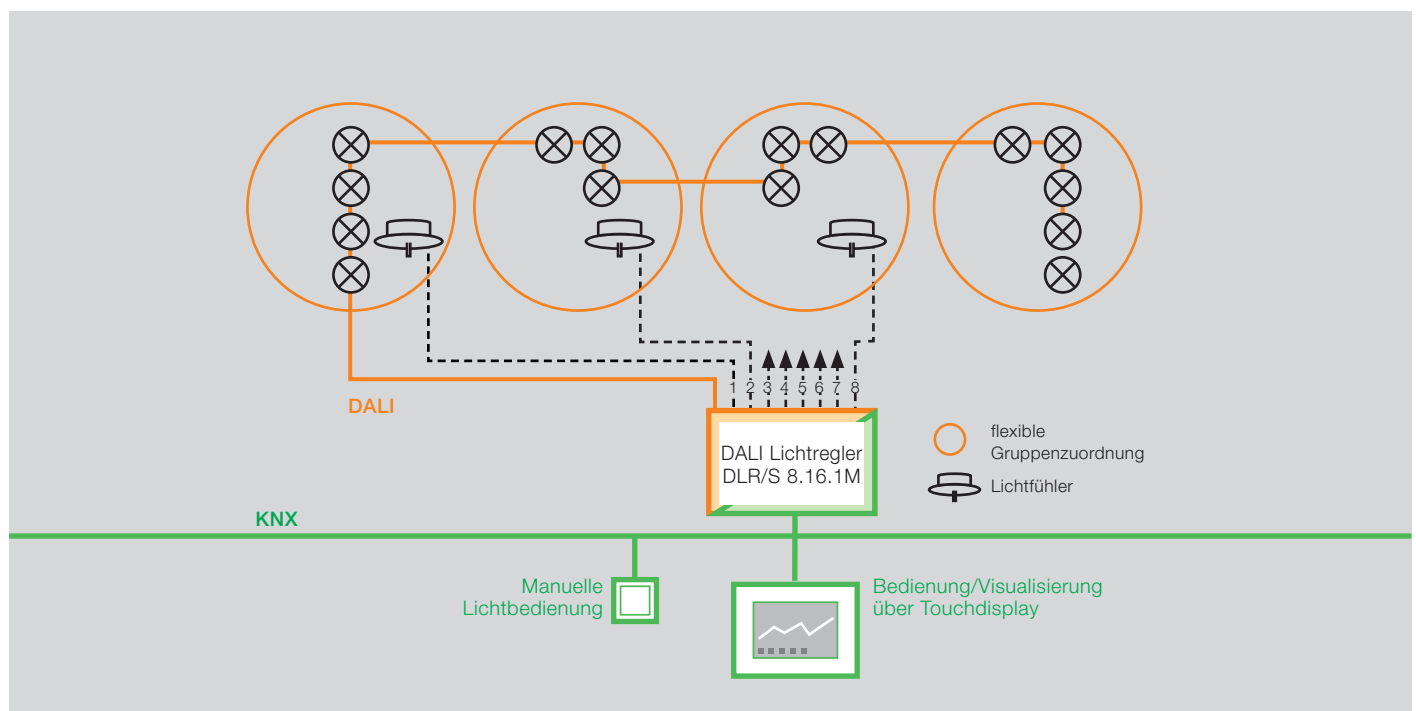 1 2 3 4 5 6 7 8
DALI
DALI Lichtregler
DLR/S 8.16.1M
flexible
Gruppenzuordnung
Lichtfühler
KNX
Manuelle
Lichtbedienung
Bedienung/Visualisierung
über Touchdisplay